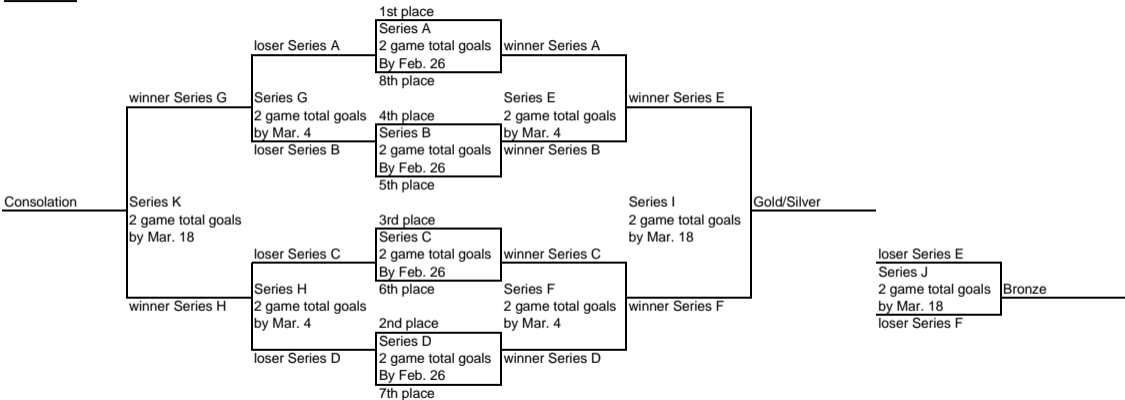 1st place
Series A
loser Series A
2 game total goals
winner Series A
By Feb. 26
8th place
winner Series G
Series G
2 game total goals
by Mar. 4
loser Series B
4th place
Series B
2 game total goals
By Feb. 26
5th place
Series E
2 game total goals
by Mar. 4
winner Series B
winner Series E
Consolation
Series K
2 game total goals
by Mar. 18
Series I
2 game total goals
by Mar. 18
Gold/Silver
3rd place
Series C
loser Series C
2 game total goals
winner Series C
By Feb. 26
6th place
winner Series H
Series H
2 game total goals
by Mar. 4
loser Series D
2nd place
Series D
2 game total goals
By Feb. 26
7th place
Series F
2 game total goals
by Mar. 4
winner Series D
winner Series F
loser Series E
Series J
2 game total goals
by Mar. 18
loser Series F
Bronze